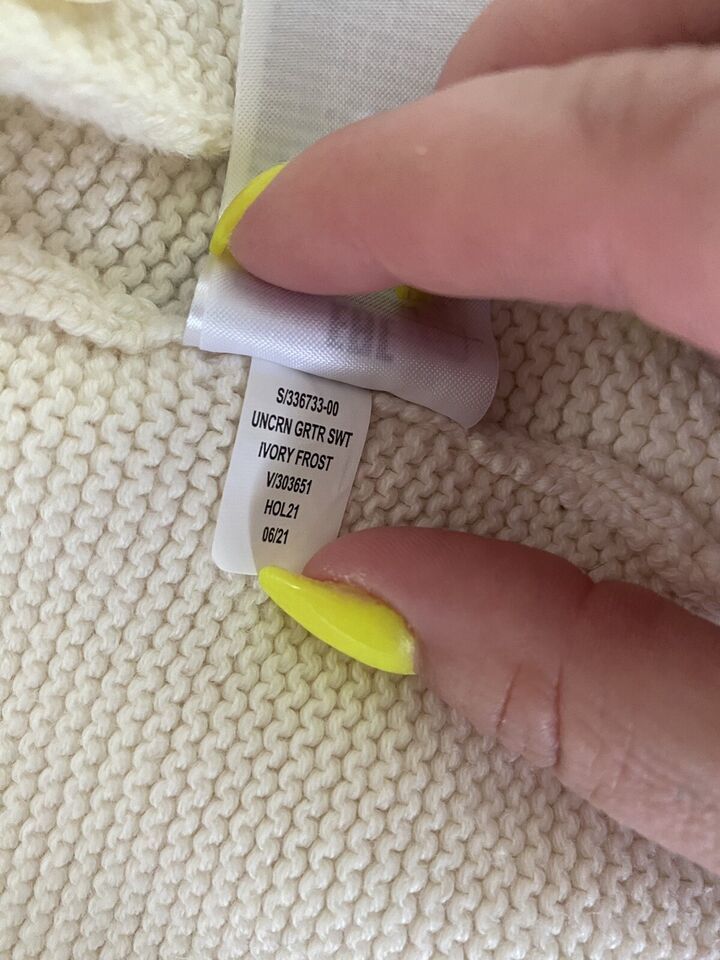 S/336733-00
UNCRN GRTR SWT
IVORY FROST
V/303651
HOL21
06/21